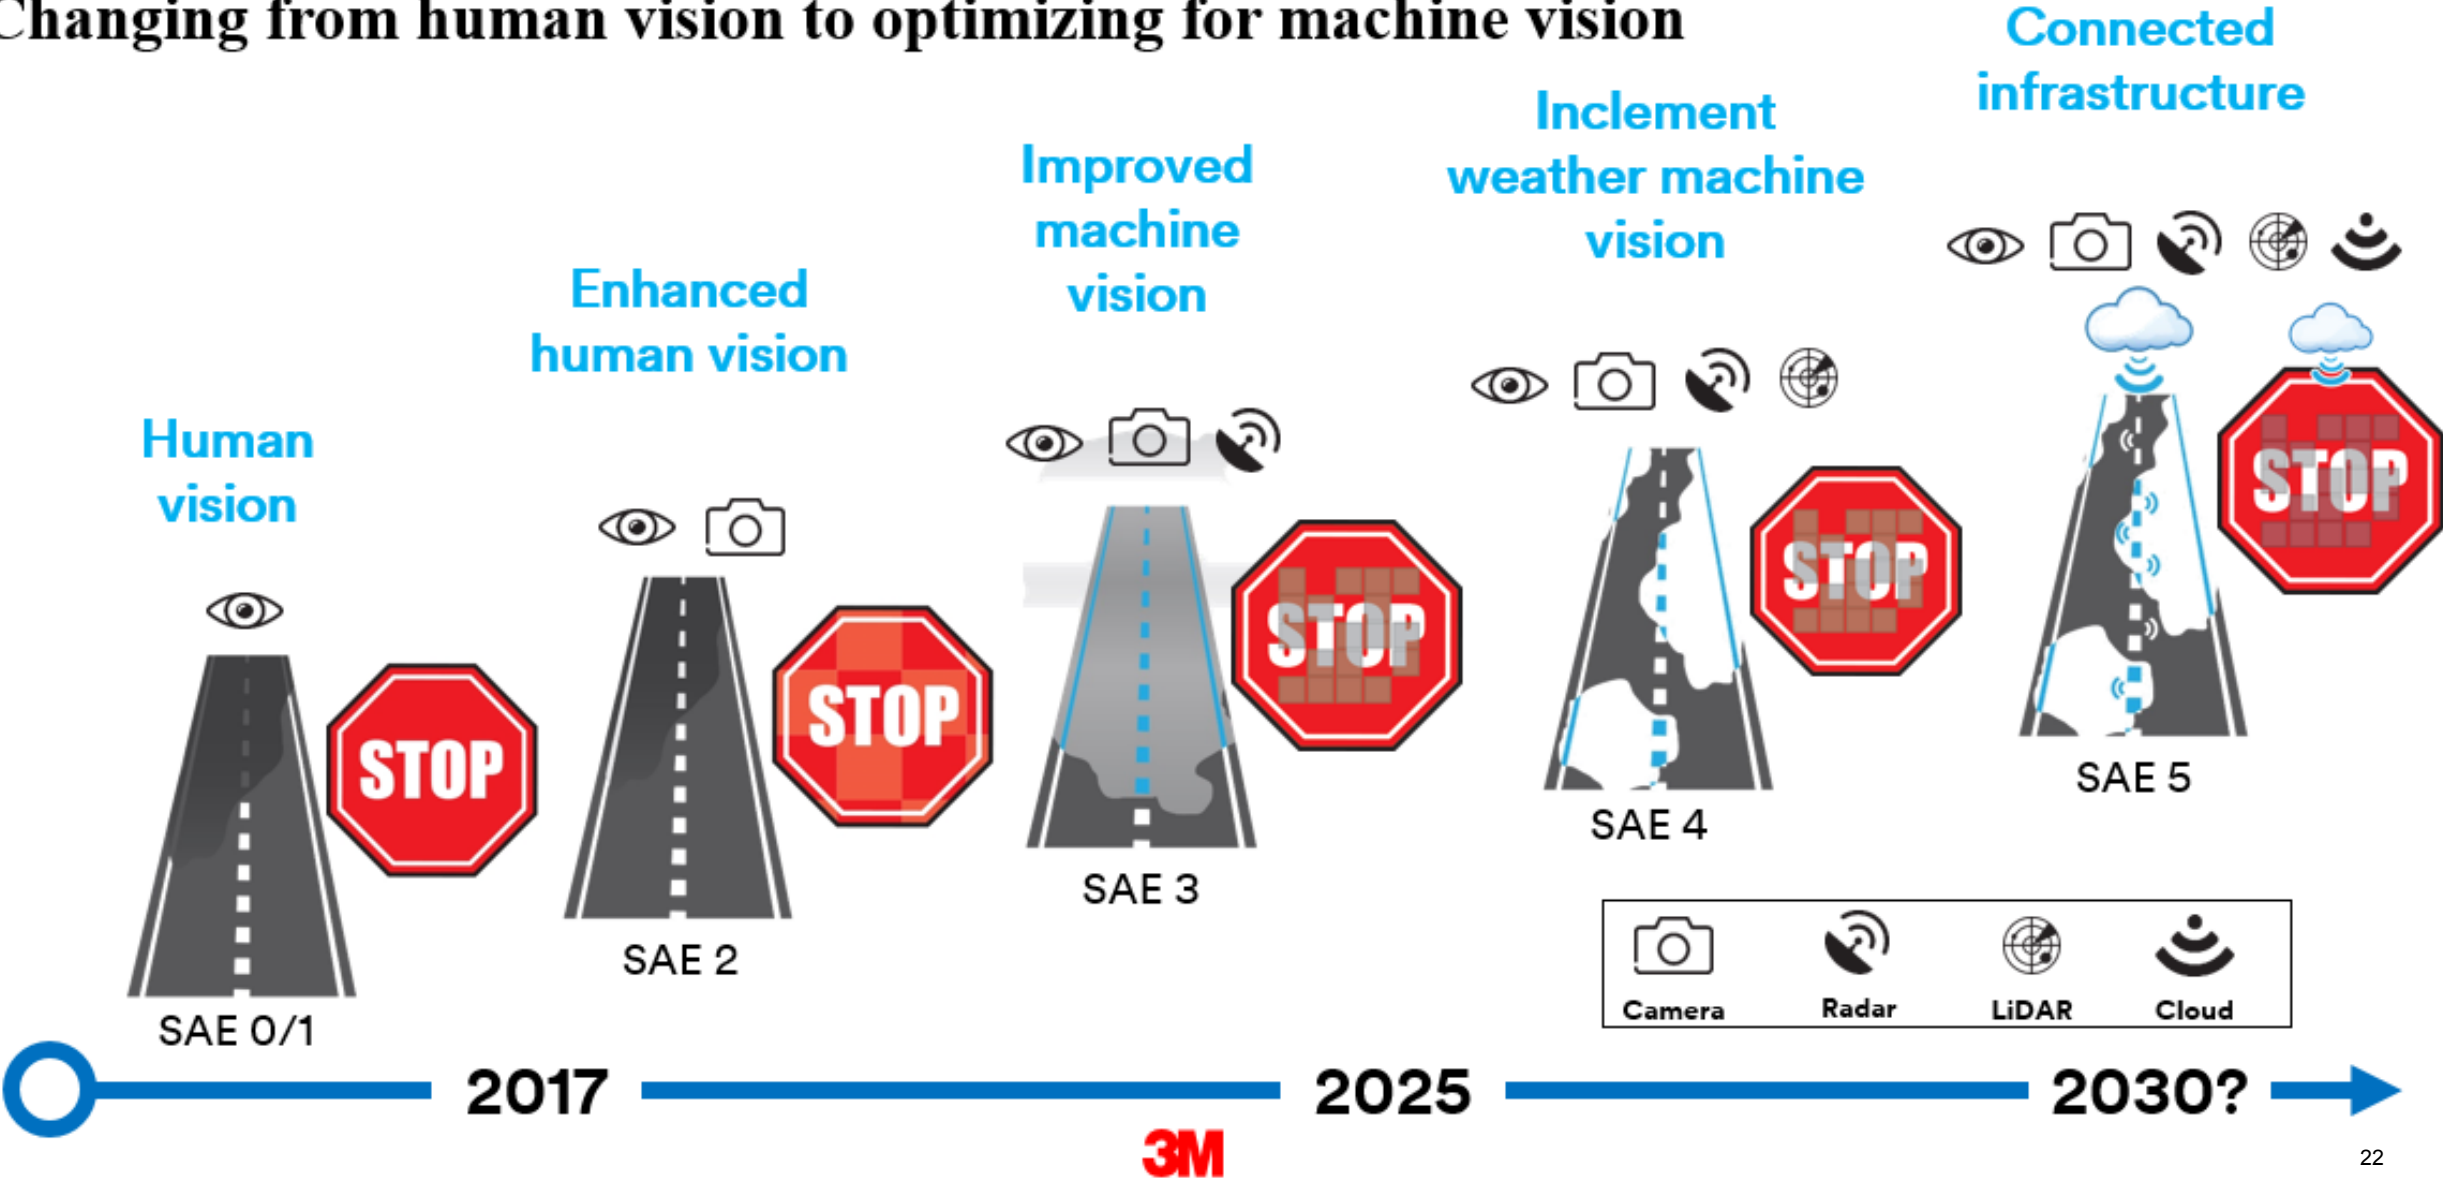 Changing from human vision to optimizing for machine vision
Human
vision
STOP
SAE 0/1
Enhanced
human vision
STOP
SAE 2
Improved
machine
vision
STOP
SAE 3
Inclement
weather machine
vision
STOP
SAE 4
Connected
infrastructure
STOP
SAE 5
Camera
Radar
LiDAR
Cloud
2017
2025
2030?
3M
22